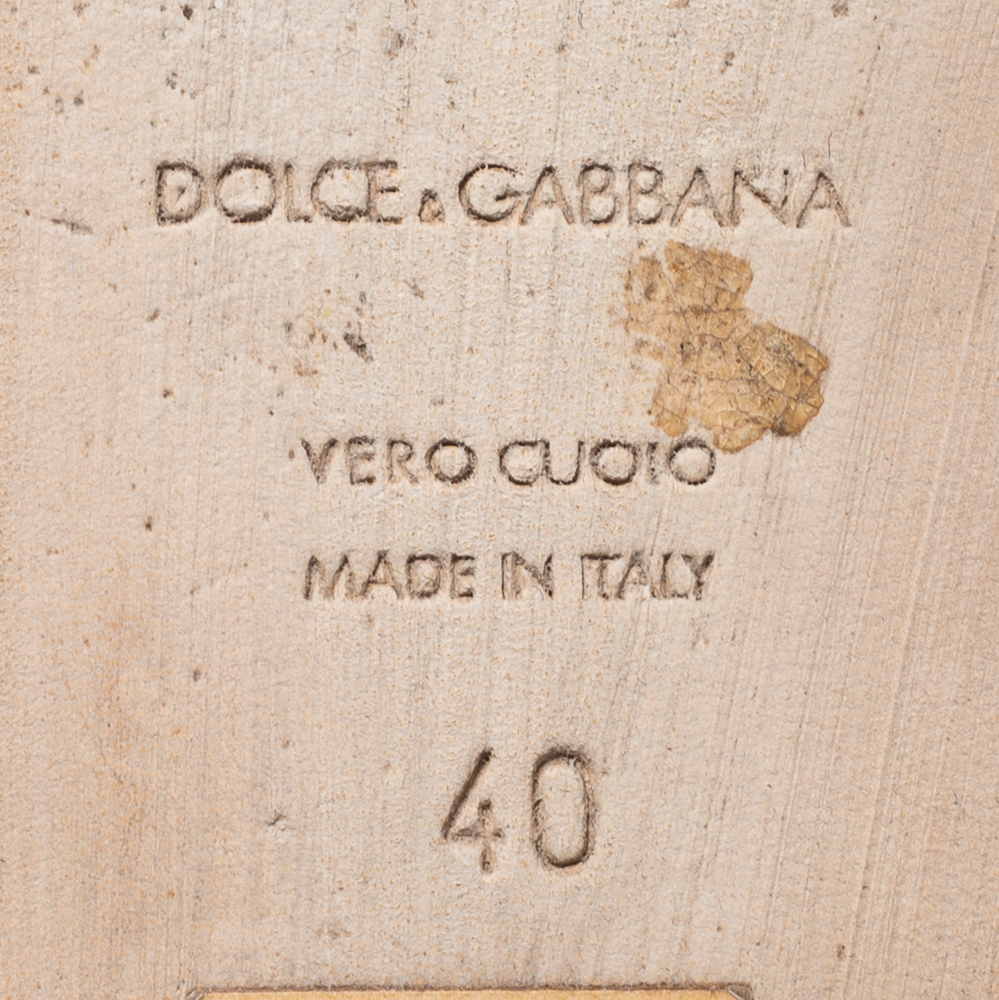 DOLCE & GABBANA
VERO CUOIO
MADE IN ITALY
40